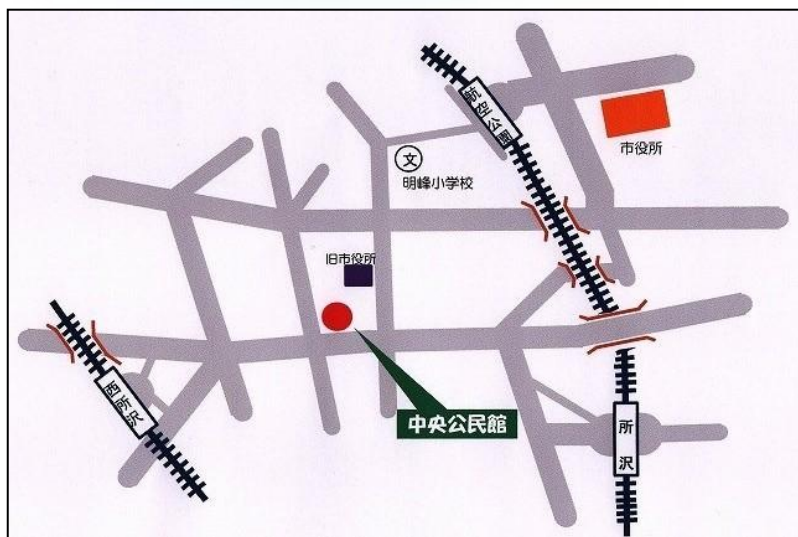 航空公園
市役所
文
明峰小学校
旧市役所
西所沢
中央公民館
所沢